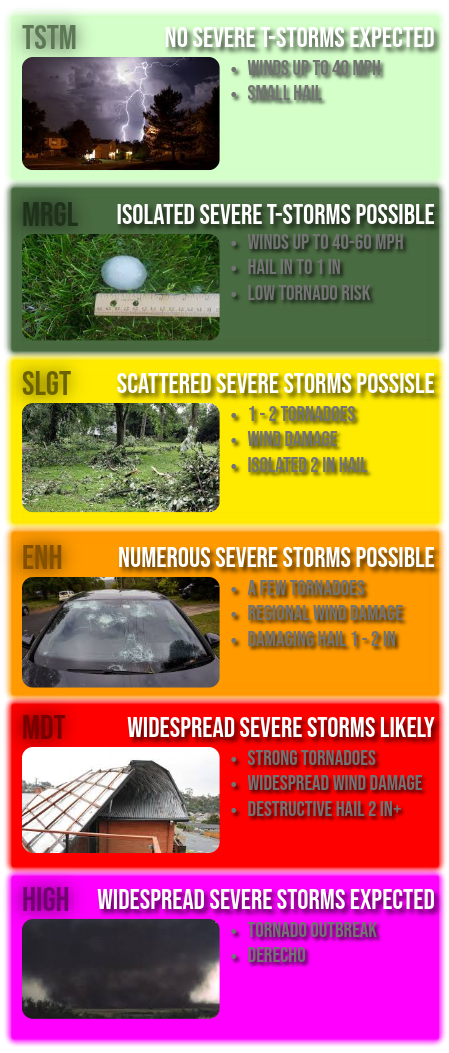 TSTM
NO SEVERE T-STORMS EXPECTED
• WINDS UP TO 40 MPH
• SMALL HAIL
MRGL
ISOLATED SEVERE T-STORMS POSSIBLE
• WINDS UP TO 40-60 MPH
• HAIL IN TO 1 IN
• LOW TORNADO RISK
SLGT
SCATTERED SEVERE STORMS POSSISLE
• 1 - 2 TORNADOES
• WIND DAMAGE
• ISOLATED 2 IN HAIL
ENH
NUMEROUS SEVERE STORMS POSSIBLE
• A FEW TORNADOES
• REGIONAL WIND DAMAGE
• DAMAGING HAIL 1 - 2 IN
MDT
WIDESPREAD SEVERE STORMS LIKELY
• STRONG TORNADOES
• WIDESPREAD WIND DAMAGE
• DESTRUCTIVE HAIL 2 IN+
HIGH
WIDESPREAD SEVERE STORMS EXPECTED
• TORNADO OUTBREAK
• DERECHO